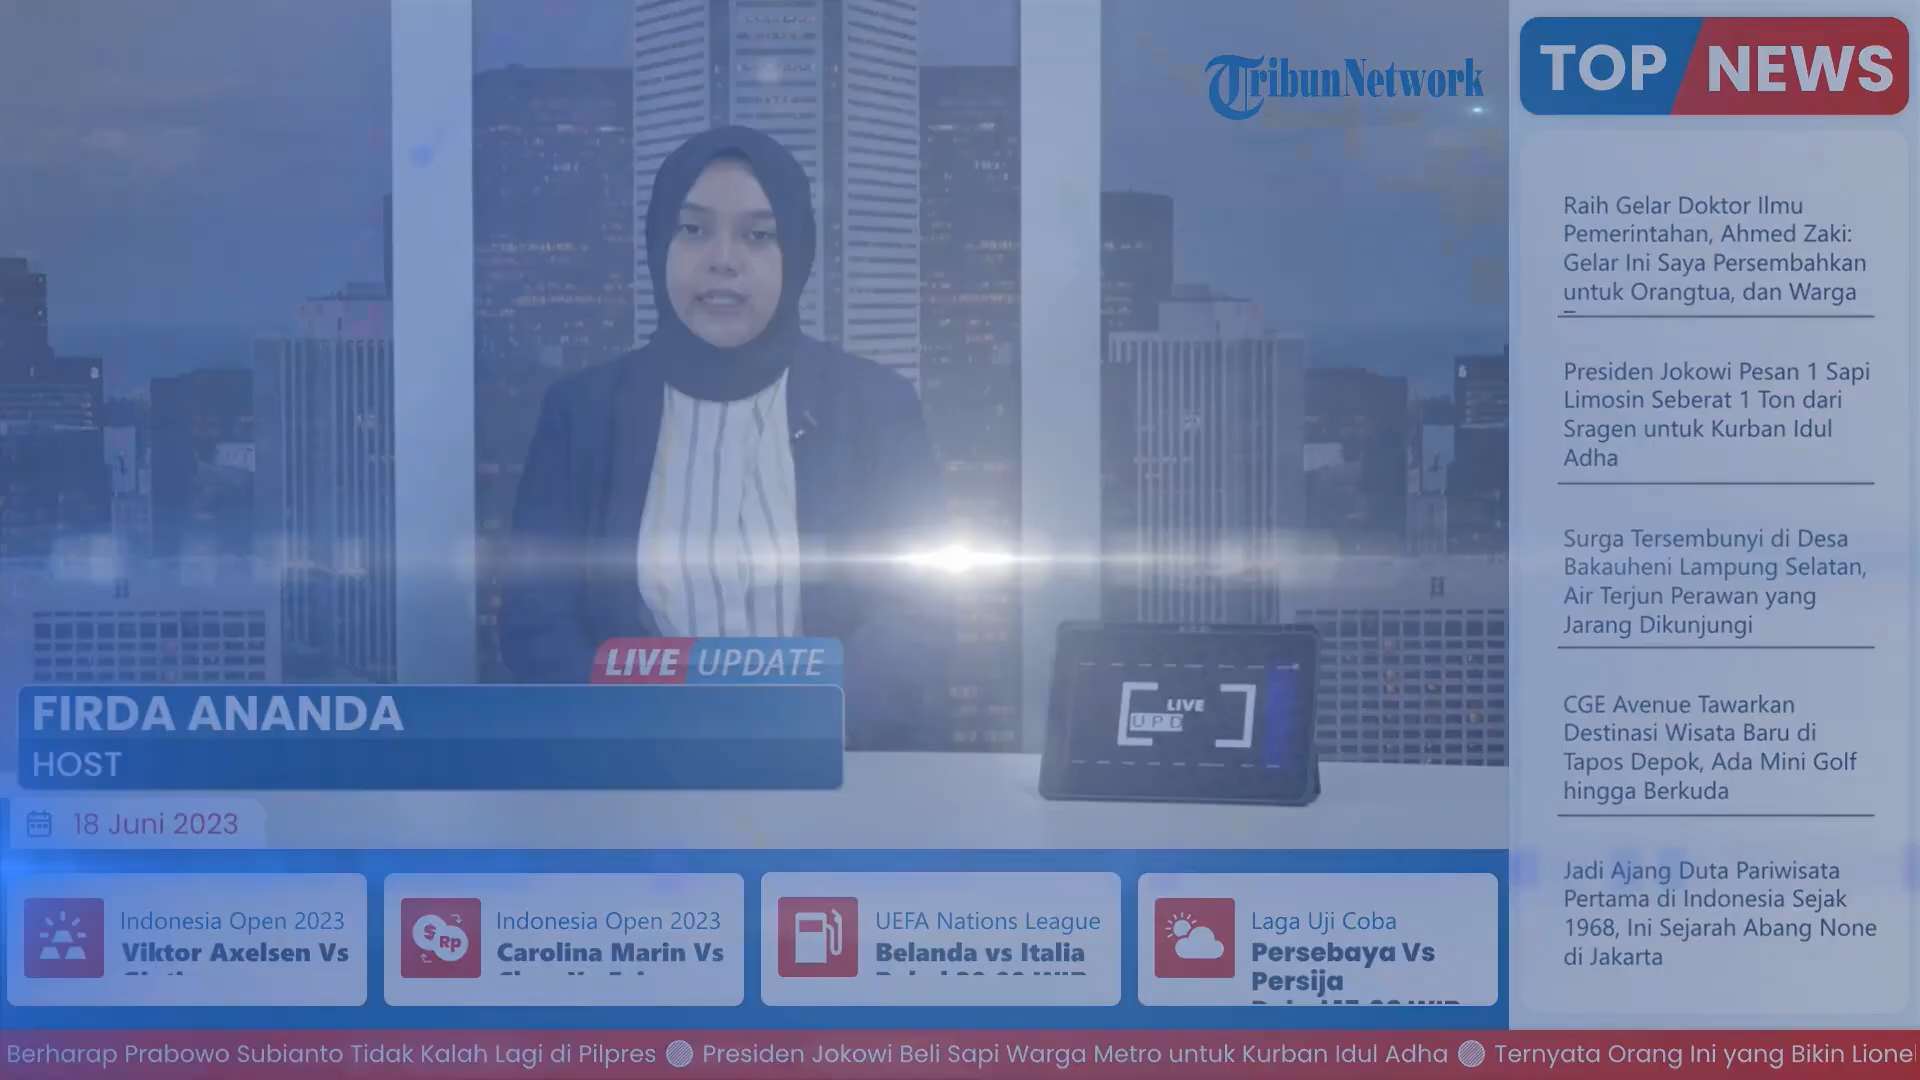 TribunNetwork
TOP NEWS
Raih Gelar Doktor Ilmu
Pemerintahan, Ahmed Zaki:
Gelar Ini Saya Persembahkan
untuk Orangtua, dan Warga
Presiden Jokowi Pesan 1 Sapi
Limosin Seberat 1 Ton dari
Sragen untuk Kurban Idul
Adha
Surga Tersembunyi di Desa
Bakauheni Lampung Selatan,
Air Terjun Perawan yang
Jarang Dikunjungi
CGE Avenue Tawarkan
Destinasi Wisata Baru di
Tapos Depok, Ada Mini Golf
hingga Berkuda
Jadi Ajang Duta Pariwisata
Pertama di Indonesia Sejak
1968, Ini Sejarah Abang None
di Jakarta
LIVE UPDATE
FIRDA ANANDA
HOST
LIVE
UPD
18 Juni 2023
Indonesia Open 2023
Viktor Axelsen Vs
$ Rp
Indonesia Open 2023
Carolina Marin Vs
UEFA Nations League
Belanda vs Italia
Laga Uji Coba
Persebaya Vs
Persija
Berharap Prabowo Subianto Tidak Kalah Lagi di Pilpres Presiden Jokowi Beli Sapi Warga Metro untuk Kurban Idul Adha Ternyata Orang Ini yang Bikin Lionel